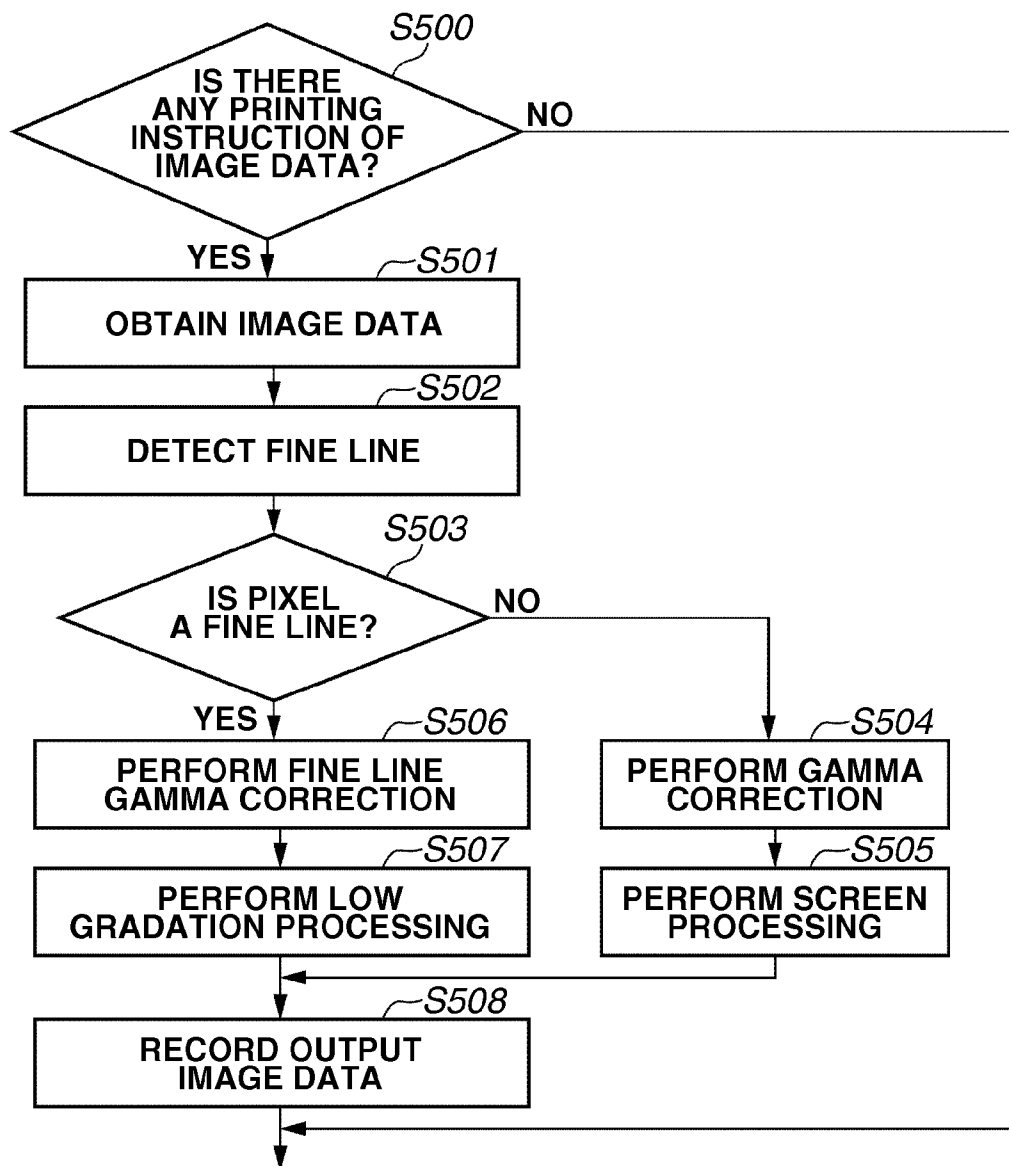 S500
IS THERE
ANY PRINTING
INSTRUCTION OF
IMAGE DATA?
NO
YES
S501
OBTAIN IMAGE DATA
S502
DETECT FINE LINE
S503
IS PIXEL
A FINE LINE?
NO
YES
S506
PERFORM FINE LINE
GAMMA CORRECTION
S504
PERFORM GAMMA
CORRECTION
S507
PERFORM LOW
GRADATION PROCESSING
S505
PERFORM SCREEN
PROCESSING
S508
RECORD OUTPUT
IMAGE DATA